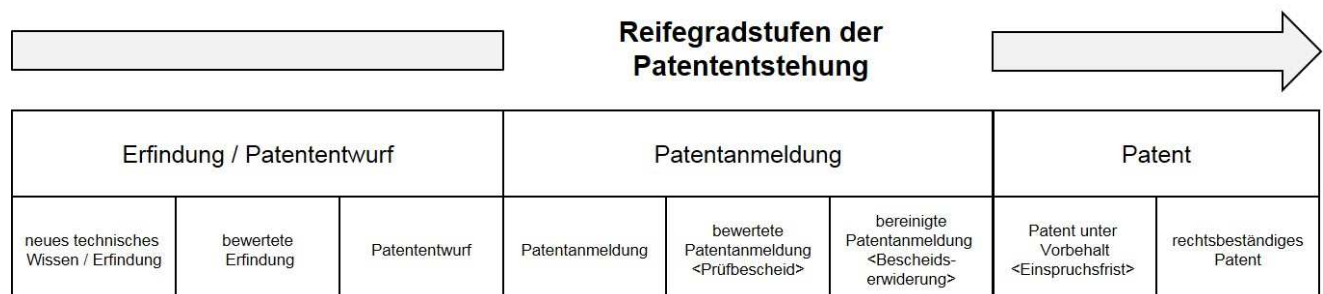 Reifegradstufen der
Patententstehung
Erfindung / Patententwurf
Patentanmeldung
Patent
neues technisches
Wissen / Erfindung
bewertete
Erfindung
Patententwurf
Patentanmeldung
bewertete
Patentanmeldung
<Prüfbescheid>
bereinigte
Patentanmeldung
<Bescheids-
erwiderung>
Patent unter
Vorbehalt
<Einspruchsfrist>
rechtsbeständiges
Patent